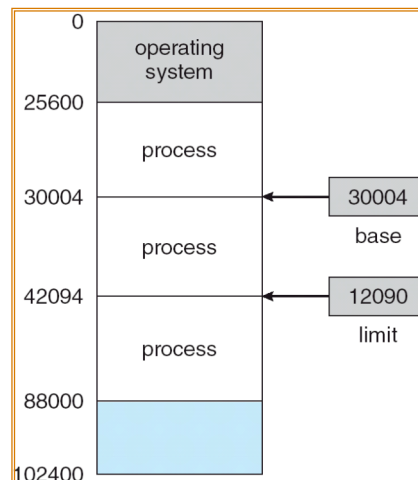 0
operating
system
25600
process
30004
30004
base
process
42094
12090
limit
process
88000
102400